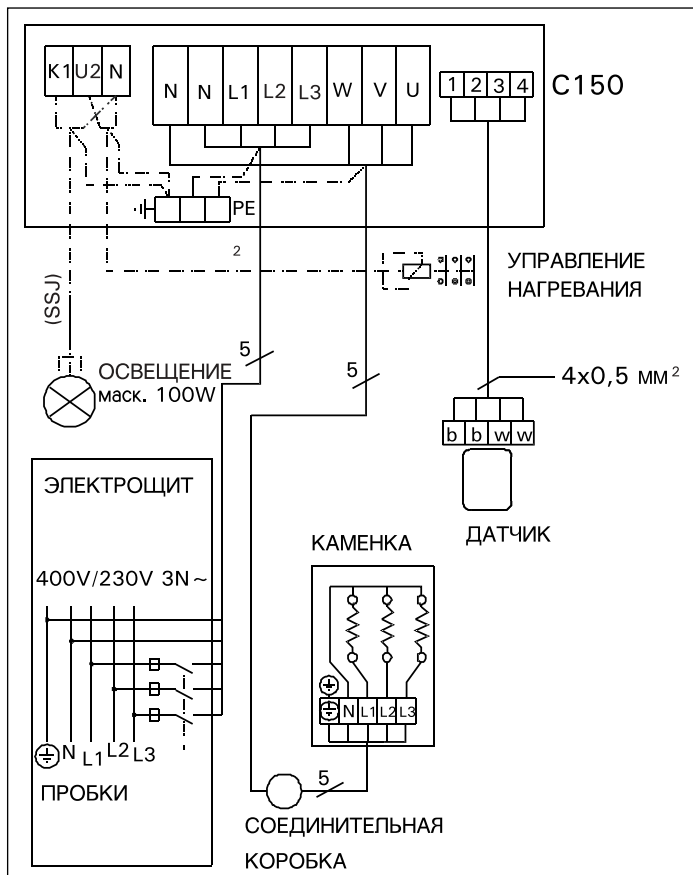 K1 U2 N
N N L1 L2 L3 W V U
1 2 3 4
C150
PE
2
(SSJ)
УПРАВЛЕНИЕ
НАГРЕВАНИЯ
5
5
ОСВЕЩЕНИЕ
маск. 100W
4x0,5 мм²
b b w w
ДАТЧИК
ЭЛЕКТРОЩИТ
400V/230V 3N~
КАМЕНКА
N L1 L2 L3
N L1 L2 L3
ПРОБКИ
5
СОЕДИНИТЕЛЬНАЯ
КОРОБКА